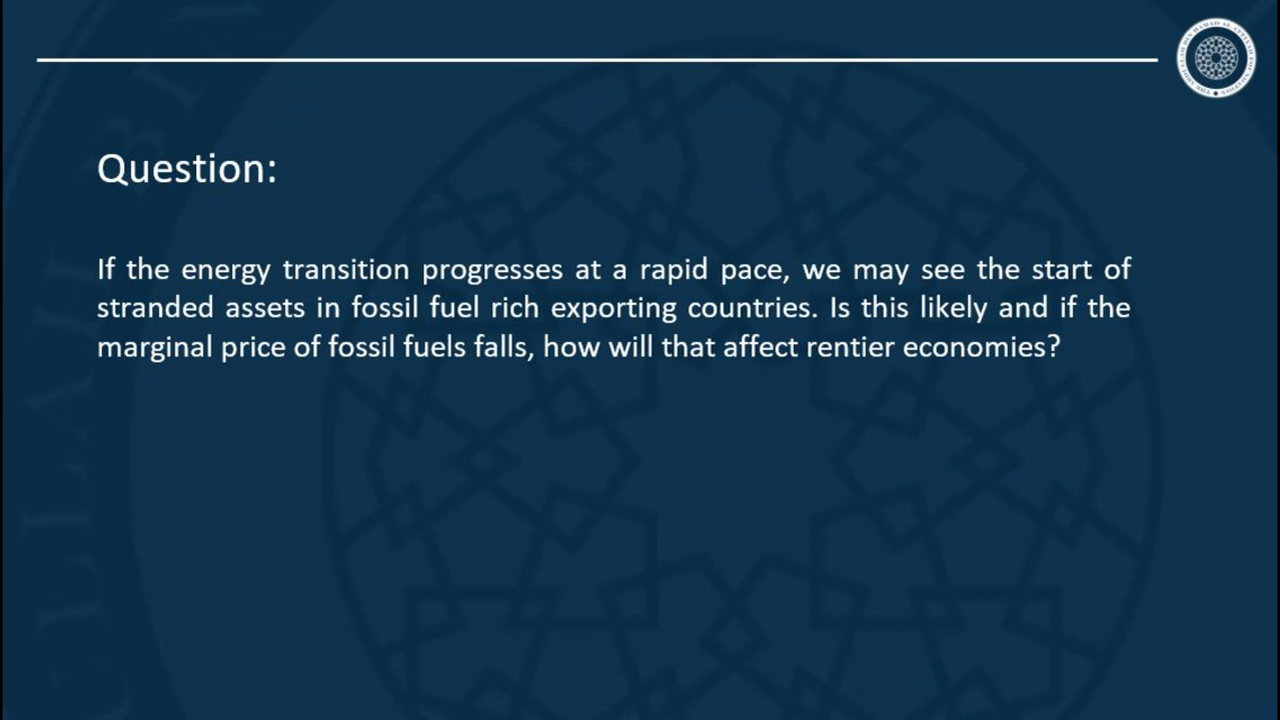 Question:
If the energy transition progresses at a rapid pace, we may see the start of
stranded assets in fossil fuel rich exporting countries. Is this likely and if the
marginal price of fossil fuels falls, how will that affect rentier economies?